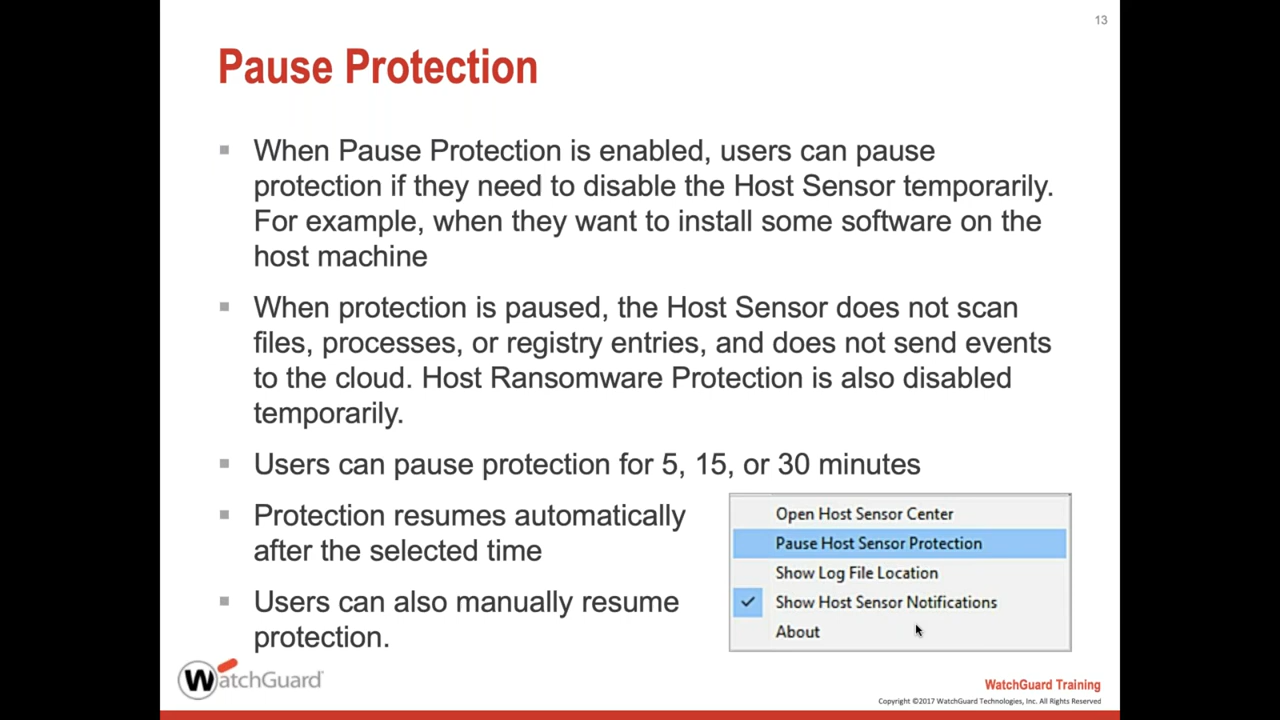 13
Pause Protection
When Pause Protection is enabled, users can pause
protection if they need to disable the Host Sensor temporarily.
For example, when they want to install some software on the
host machine
When protection is paused, the Host Sensor does not scan
files, processes, or registry entries, and does not send events
to the cloud. Host Ransomware Protection is also disabled
temporarily.
Users can pause protection for 5, 15, or 30 minutes
Protection resumes automatically
after the selected time
Users can also manually resume
protection.
Open Host Sensor Center
Pause Host Sensor Protection
Show Log File Location
Show Host Sensor Notifications
About
WatchGuard
WatchGuard Training
Copyright ©2017 WatchGuard Technologies, Inc. All Rights Reserved